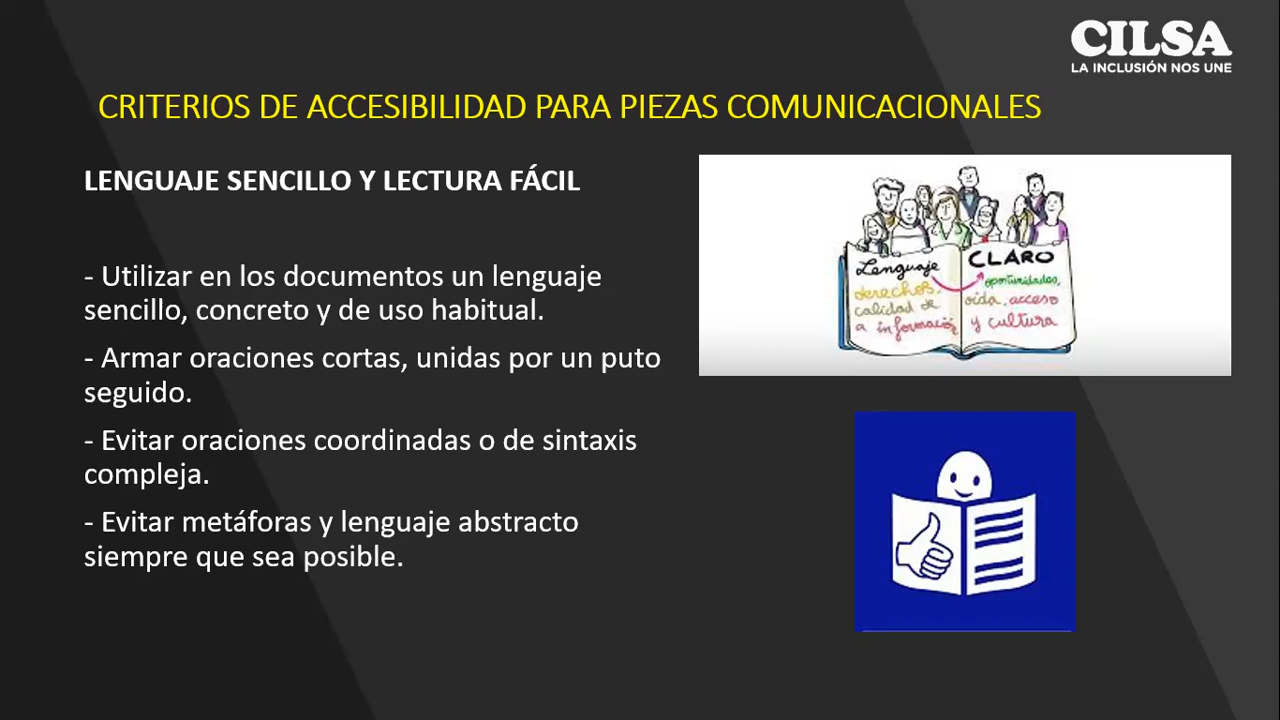 CILSA
LA INCLUSIÓN NOS UNE
CRITERIOS DE ACCESIBILIDAD PARA PIEZAS COMUNICACIONALES
LENGUAJE SENCILLO Y LECTURA FÁCIL
- Utilizar en los documentos un lenguaje
sencillo, concreto y de uso habitual.
- Armar oraciones cortas, unidas por un puto
seguido.
- Evitar oraciones coordinadas o de sintaxis
compleja.
- Evitar metáforas y lenguaje abstracto
siempre que sea posible.
Lenguaje CLARO
derechos, oportunidades,
calidad de vida, acceso
a información y cultura